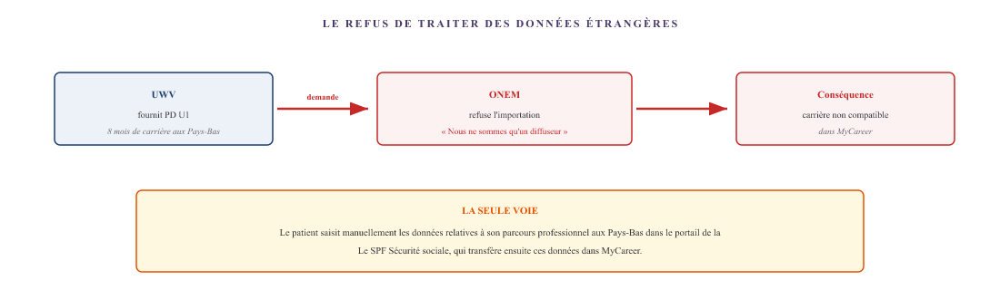 LE REFUS DE TRAITER DES DONNÉES ÉTRANGÈRES
UWV
fournit PD U1
8 mois de carrière aux Pays-Bas
demande
ONEM
refuse l'importation
« Nous ne sommes qu'un diffuseur »
Conséquence
carrière non compatible
dans MyCareer
LA SEULE VOIE
Le patient saisit manuellement les données relatives à son parcours professionnel aux Pays-Bas dans le portail de la
Le SPF Sécurité sociale, qui transfère ensuite ces données dans MyCareer.